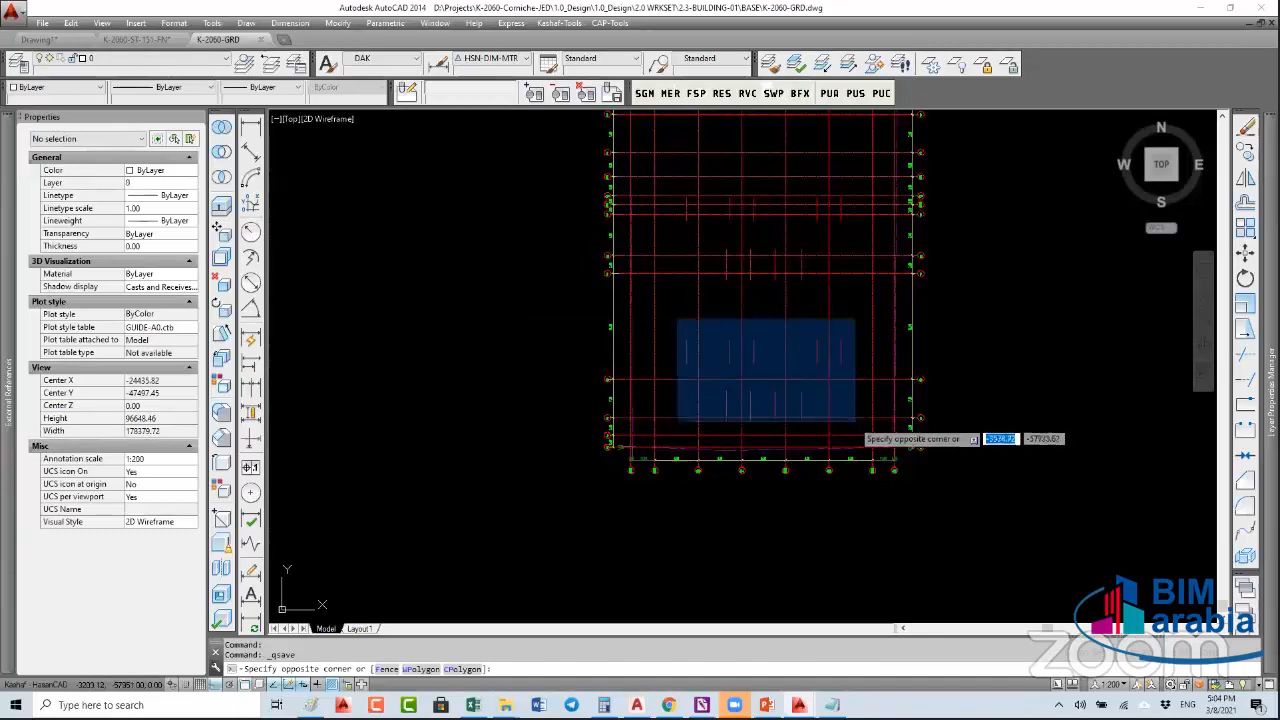 Autodesk AutoCAD 2014   D:\Projects\K-2060-Corniche-JED\1.0_Design\1.0_Design\2.0 WRKSET\2.3-BUILDING-01\BASE\K-2060-GRD.dwg
File Edit View Insert Format Tools Draw Dimension Modify Parametric Window Help Express Kashaf-Tools CAP-Tools
Drawing1* K-2060-ST-151-FN* K-2060-GRD
0 DAK HSN-DIM-MTR Standard Standard
ByLayer ByLayer ByLayer ByColor SGN MER FSP RES RVC SWP BFX PUA PUS PUC
Properties
No selection
General
Color ByLayer
Layer 0
Linetype ByLayer
Linetype scale 1.00
Lineweight ByLayer
Transparency ByLayer
Thickness 0.00
3D Visualization
Material ByLayer
Shadow display Casts and Receives...
Plot style
Plot style ByColor
Plot style table GUIDE-A0.ctb
Plot table attached to Model
Plot table type Not available
View
Center X -24435.82
Center Y -47497.45
Center Z 0.00
Height 96648.46
Width 178379.72
Misc
Annotation scale 1:200
UCS icon On Yes
UCS icon at origin No
UCS per viewport Yes
UCS Name
Visual Style 2D Wireframe
External References
[−][Top][2D Wireframe]
N
W TOP E
S
WCS
Layer Properties Manager
Specify opposite corner or
Y
X
Model Layout1
Command:
Command: _qsave
Specify opposite corner or [Fence WPolygon CPolygon]:
BIM
arabia
zoom
1:200
Type here to search
5:04 PM
3/8/2021